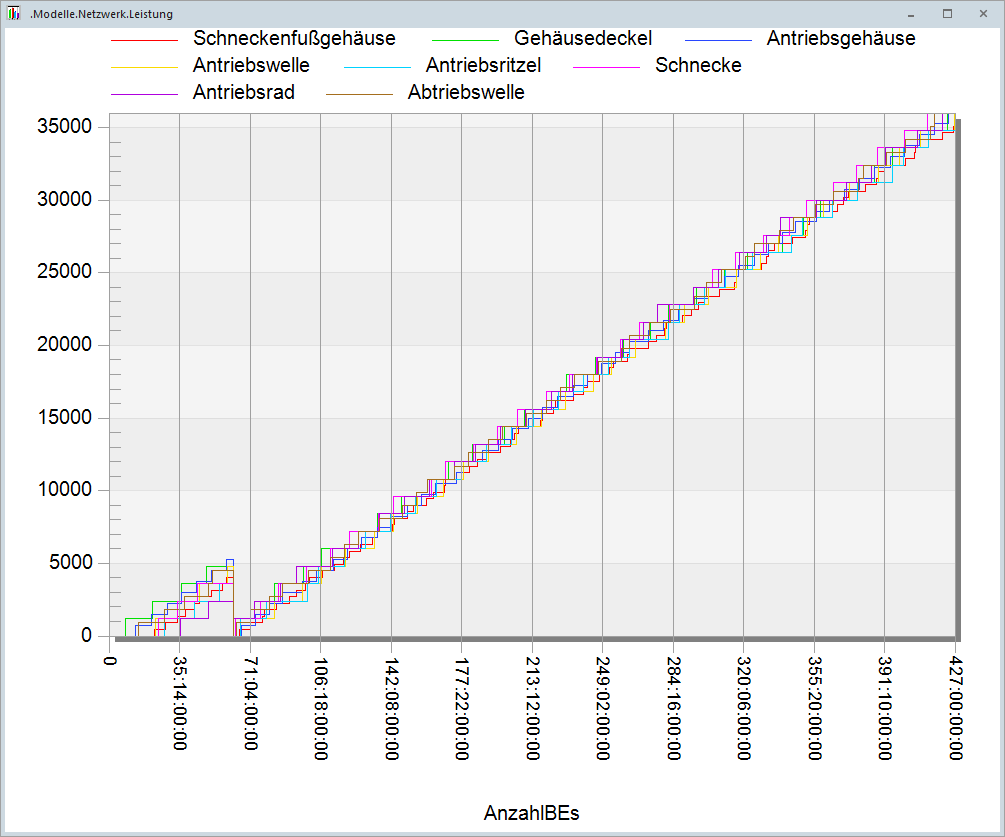 .Modelle.Netzwerk.Leistung
Schneckenfußgehäuse Gehäusedeckel Antriebsgehäuse
Antriebswelle Antriebsritzel Schnecke
Antriebsrad Abtriebswelle
35000
30000
25000
20000
15000
10000
5000
0
0 35:14:00:00 71:04:00:00 106:18:00:00 142:08:00:00 177:22:00:00 213:12:00:00 249:02:00:00 284:16:00:00 320:06:00:00 355:20:00:00 391:10:00:00 427:00:00:00
AnzahlBEs